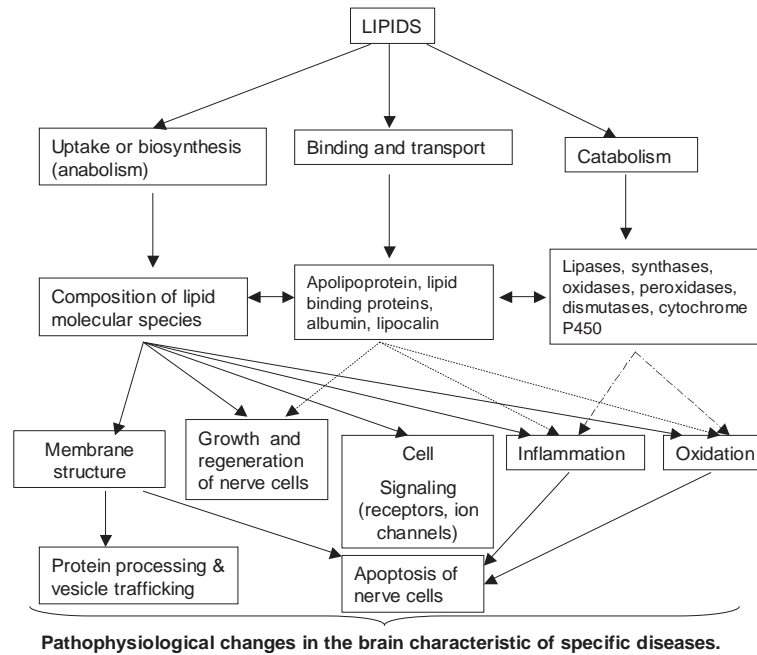 LIPIDS
Uptake or biosynthesis
(anabolism)
Binding and transport
Catabolism
Composition of lipid
molecular species
Apolipoprotein, lipid
binding proteins,
albumin, lipocalin
Lipases, synthases,
oxidases, peroxidases,
dismutases, cytochrome
P450
Membrane
structure
Growth and
regeneration
of nerve cells
Cell
Signaling
(receptors, ion
channels)
Inflammation
Oxidation
Protein processing &
vesicle trafficking
Apoptosis of
nerve cells
Pathophysiological changes in the brain characteristic of specific diseases.